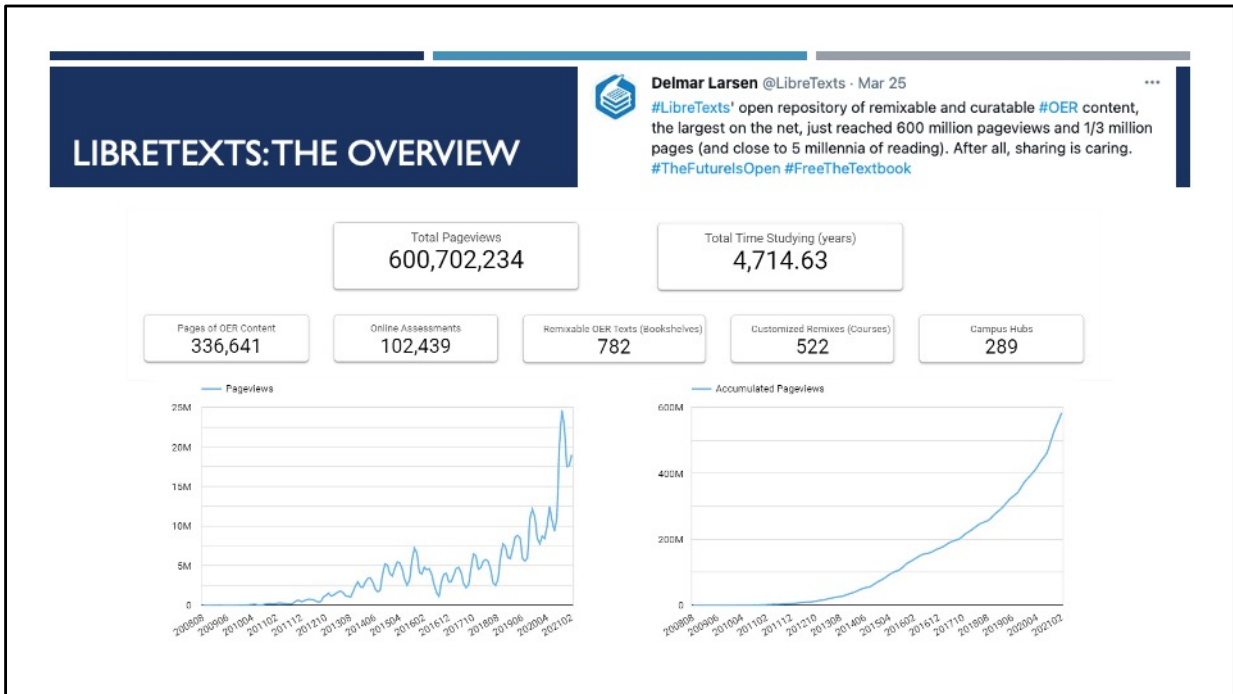 LIBRETEXTS: THE OVERVIEW
Delmar Larsen @LibreTexts · Mar 25
#LibreTexts' open repository of remixable and curatable #OER content,
the largest on the net, just reached 600 million pageviews and 1/3 million
pages (and close to 5 millennia of reading). After all, sharing is caring.
#TheFutureIsOpen #FreeTheTextbook
Total Pageviews
600,702,234
Total Time Studying (years)
4,714.63
Pages of OER Content
336,641
Online Assessments
102,439
Remixable OER Texts (Bookshelves)
782
Customized Remixes (Courses)
522
Campus Hubs
289
Pageviews
25M
20M
15M
10M
5M
0
200808 200906 201004 201102 201112 201210 201308 201406 201504 201602 201612 201710 201808 201906 202004 202102
Accumulated Pageviews
600M
400M
200M
0
200808 200906 201004 201102 201112 201210 201308 201406 201504 201602 201612 201710 201808 201906 202004 202102